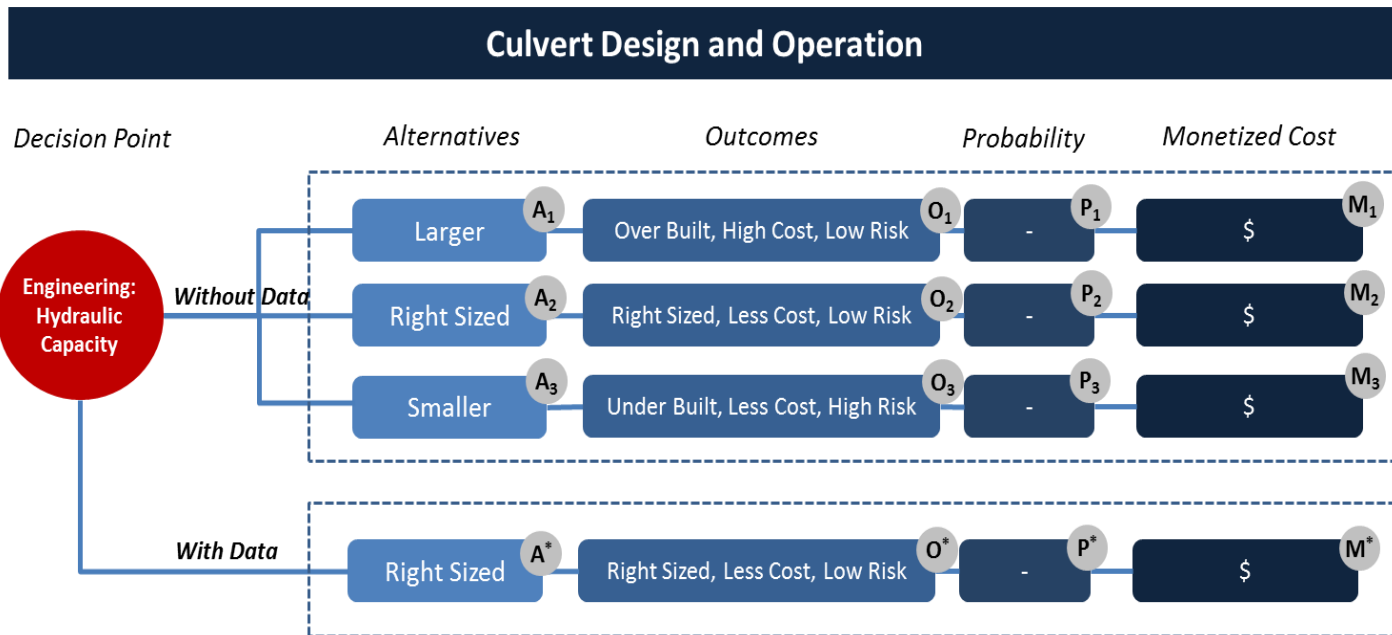 Culvert Design and Operation
Decision Point
Alternatives
Outcomes
Probability
Monetized Cost
Engineering:
Hydraulic
Capacity
Without Data
Larger
A₁
Over Built, High Cost, Low Risk
O₁
-
P₁
$
M₁
Right Sized
A₂
Right Sized, Less Cost, Low Risk
O₂
-
P₂
$
M₂
Smaller
A₃
Under Built, Less Cost, High Risk
O₃
-
P₃
$
M₃
With Data
Right Sized
A*
Right Sized, Less Cost, Low Risk
O*
-
P*
$
M*